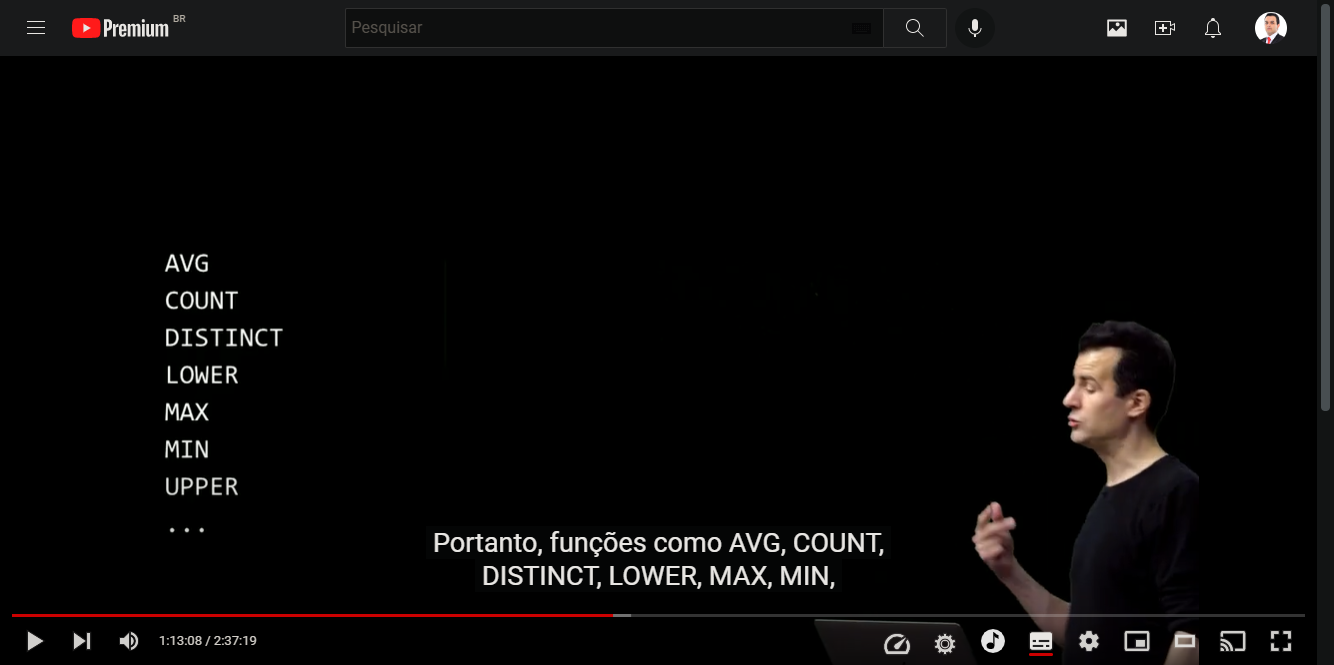 Premium BR
Pesquisar
AVG
COUNT
DISTINCT
LOWER
MAX
MIN
UPPER
...
Portanto, funções como AVG, COUNT,
DISTINCT, LOWER, MAX, MIN,
1:13:08 / 2:37:19